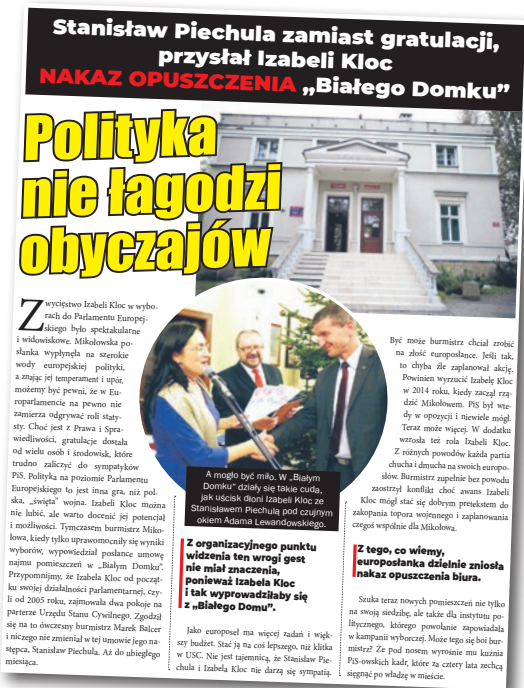 Stanisław Piechula zamiast gratulacji,
przysłał Izabeli Kloc
NAKAZ OPUSZCZENIA „Białego Domku”
Polityka
nie łagodzi
obyczajów
Zwycięstwo Izabeli Kloc w wybo-
rach do Parlamentu Europej-
skiego było spektakularne
i widowiskowe. Mikołowska po-
słanka wypłynęła na szerokie
wody europejskiej polityki,
a znając jej temperament i upór,
możemy być pewni, że w Eu-
roparlamencie na pewno nie
zamierza odgrywać roli staty-
sty. Choć jest z Prawa i Spra-
wiedliwości, gratulacje dostała
od wielu osób i środowisk, które
trudno zaliczyć do sympatyków
PiS. Polityka na poziomie Parlamentu
Europejskiego to jest inna gra, niż pol-
ska, „święta” wojna. Izabeli Kloc można
nie lubić, ale warto docenić jej potencjał
i możliwości. Tymczasem burmistrz Miko-
łowa, kiedy tylko uprawomocniły się wyniki
wyborów, wypowiedział posłance umowę
najmu pomieszczeń w „Białym Domku”.
Przypomnijmy, że Izabela Kloc od począt-
ku swojej działalności parlamentarnej, czy-
li od 2005 roku, zajmowała dwa pokoje na
parterze Urzędu Stanu Cywilnego. Zgodził
się na to ówczesny burmistrz Marek Balcer
i niczego nie zmieniał w tej umowie jego na-
stępca, Stanisław Piechula. Aż do ubiegłego
miesiąca.
A mogło być miło. W „Białym
Domku” działy się takie cuda,
jak uścisk dłoni Izabeli Kloc ze
Stanisławem Piechulą pod czujnym
okiem Adama Lewandowskiego.
Z organizacyjnego punktu
widzenia ten wrogi gest
nie miał znaczenia,
ponieważ Izabela Kloc
i tak wyprowadziłaby się
z „Białego Domu”.
Jako europoseł ma więcej zadań i więk-
szy budżet. Stać ją na coś lepszego, niż klitka
w USC. Nie jest tajemnicą, że Stanisław Pie-
chula i Izabela Kloc nie darzą się sympatią.
Być może burmistrz chciał zrobić
na złość europosłance. Jeśli tak,
to chyba źle zaplanował akcję.
Powinien wyrzucić Izabelę Kloc
w 2014 roku, kiedy zaczął rzą-
dzić Mikołowem. PiS był wte-
dy w opozycji i niewiele mógł.
Teraz może więcej. W dodatku
wzrosła też rola Izabeli Kloc.
Z różnych powodów każda partia
chucha i dmucha na swoich europo-
słów. Burmistrz zupełnie bez powodu
zaostrzył konflikt choć awans Izabeli
Kloc mógł stać się dobrym pretekstem do
zakopania topora wojennego i zaplanowania
czegoś wspólnie dla Mikołowa.
Z tego, co wiemy,
europosłanka dzielnie zniosła
nakaz opuszczenia biura.
Szuka teraz nowych pomieszczeń nie tylko
na swoją siedzibę, ale także dla instytutu po-
litycznego, którego powołanie zapowiadała
w kampanii wyborczej. Może tego się boi bur-
mistrz? Że pod nosem wyrośnie mu kuźnia
PiS-owskich kadr, które za cztery lata zechcą
sięgnąć po władzę w mieście.